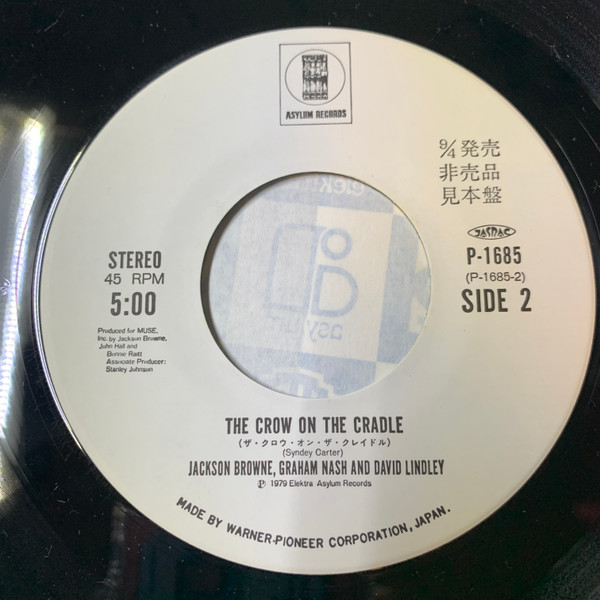 ASYLUM RECORDS
9/4 発売
非売品
見本盤
JASRAC
P-1685
(P-1685-2)
SIDE 2
STEREO
45 RPM
5:00
Produced for MUSE,
Inc. by Jackson Browne,
John Hall and
Bonnie Raitt
Associate Producer:
Stanley Johnson
elek
asylum
THE CROW ON THE CRADLE
(ザ・クロウ・オン・ザ・クレイドル)
(Syndey Carter)
JACKSON BROWNE, GRAHAM NASH AND DAVID LINDLEY
Ⓟ 1979 Elektra Asylum Records
MADE BY WARNER-PIONEER CORPORATION, JAPAN.